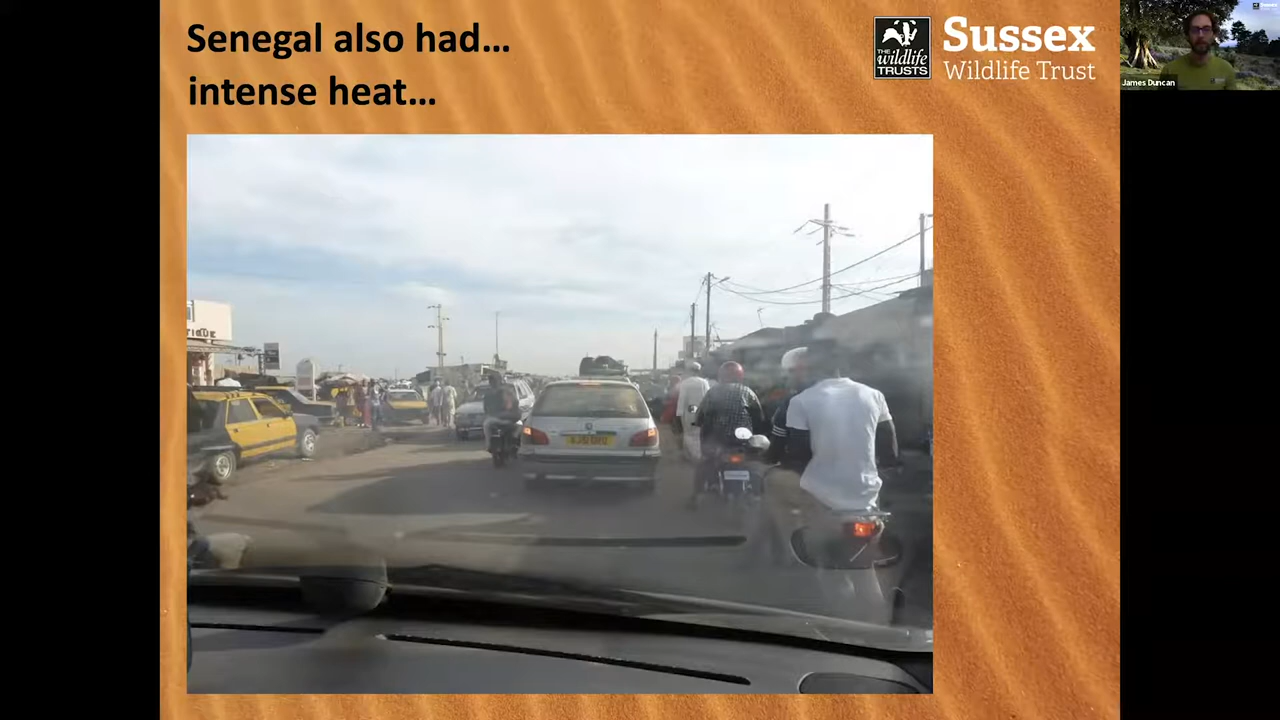 Senegal also had...
intense heat...
THE
wildlife
TRUSTS
Sussex
Wildlife Trust
James Duncan